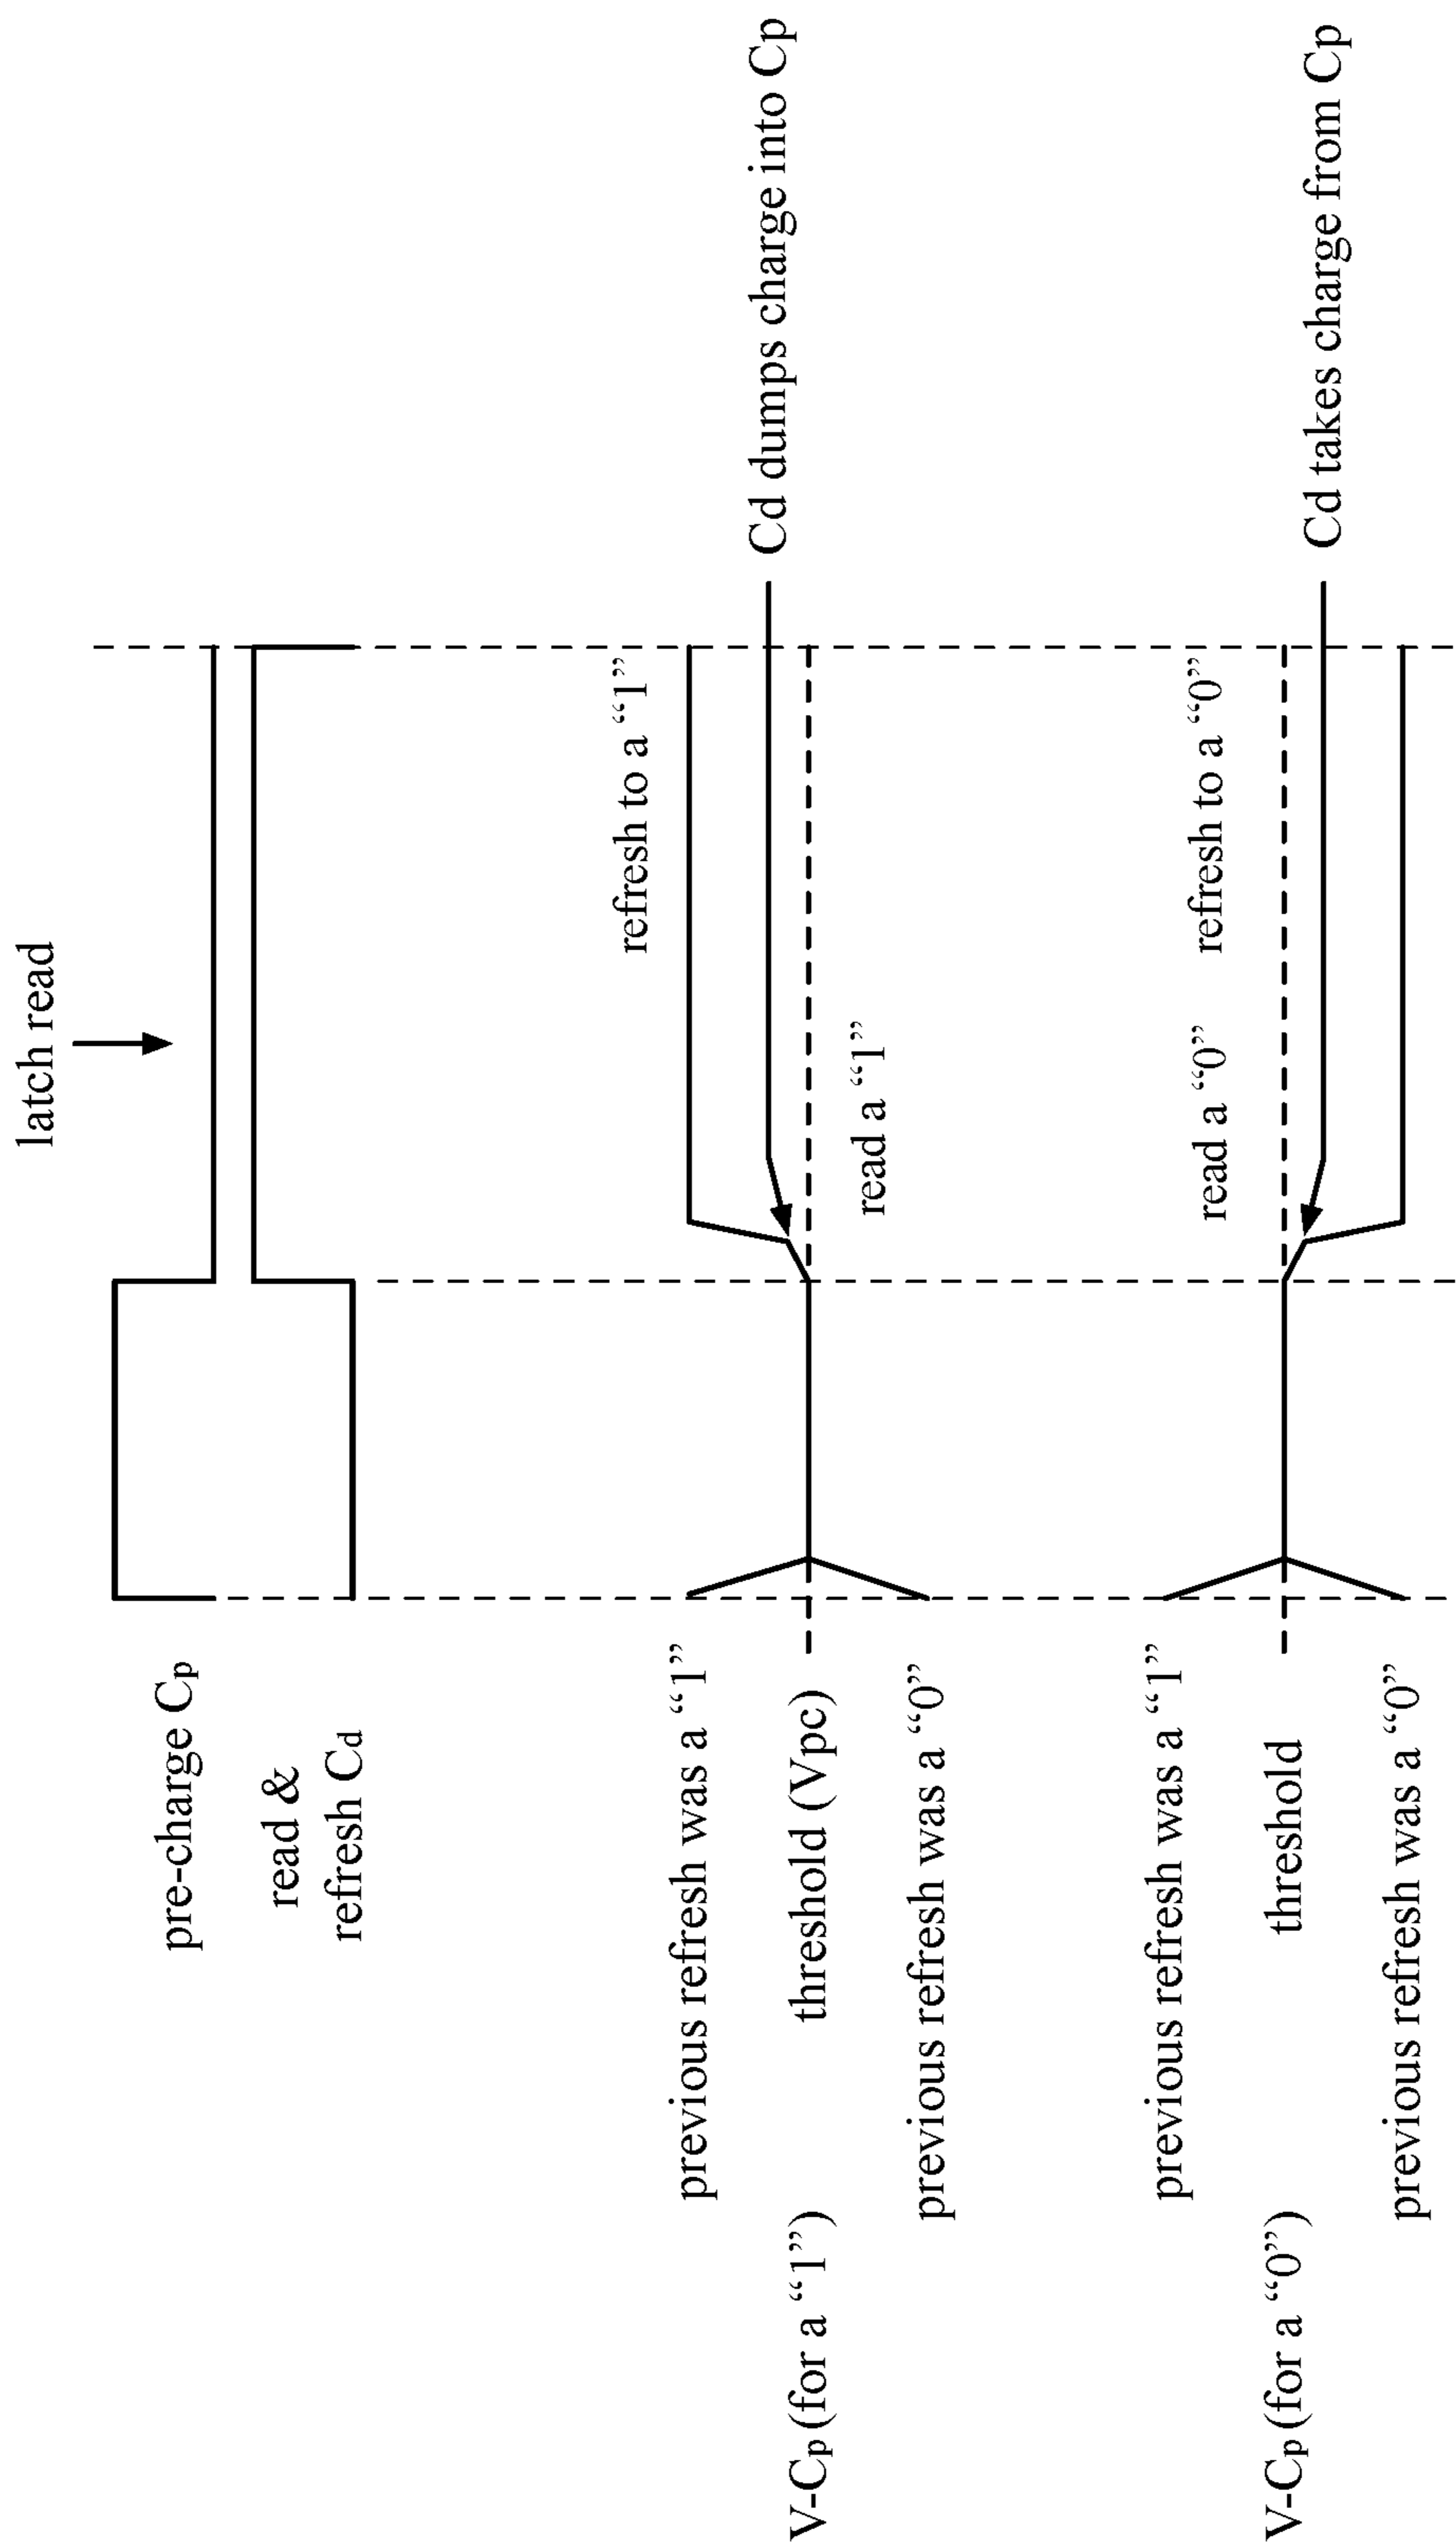 latch read
pre-charge Cp
read &
refresh Cd
previous refresh was a “1”
refresh to a “1”
V-Cp (for a “1”)
threshold (Vpc)
Cd dumps charge into Cp
read a “1”
previous refresh was a “0”
previous refresh was a “1”
read a “0”
refresh to a “0”
V-Cp (for a “0”)
threshold
Cd takes charge from Cp
previous refresh was a “0”